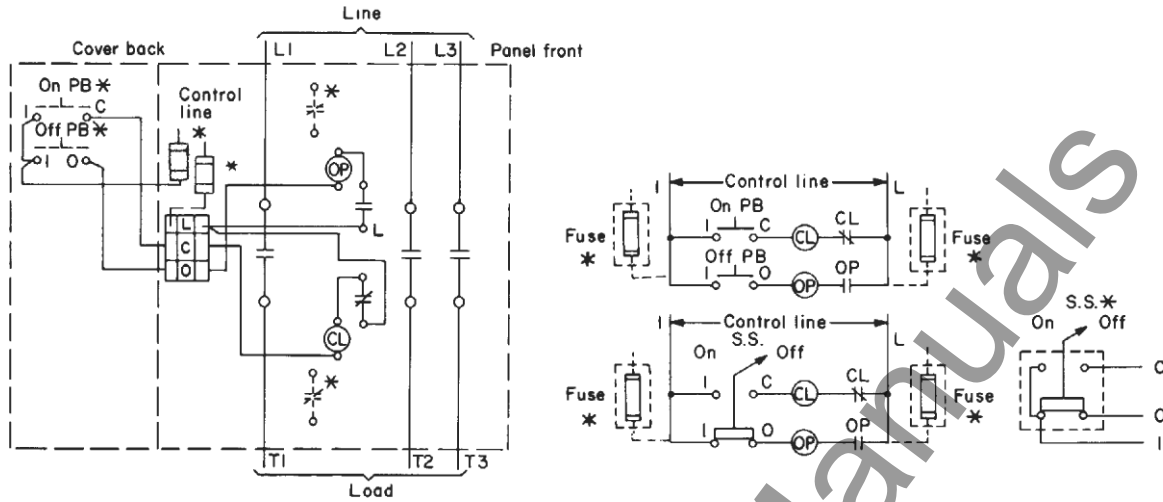 Line
Cover back
L1
L2
L3
Panel front
On PB *
I
C
Off PB *
I
O
Control
line
*
*
*
OP
L
L
C
O
CL
*
T1
T2
T3
Load
I
Control line
L
On PB
I
C
CL
CL
Fuse
*
Fuse
*
Off PB
I
O
OP
OP
I
Control line
L
S.S.
On
Off
I
C
CL
CL
Fuse
*
Fuse
*
I
O
OP
OP
S.S. *
On
Off
O
I
anuals